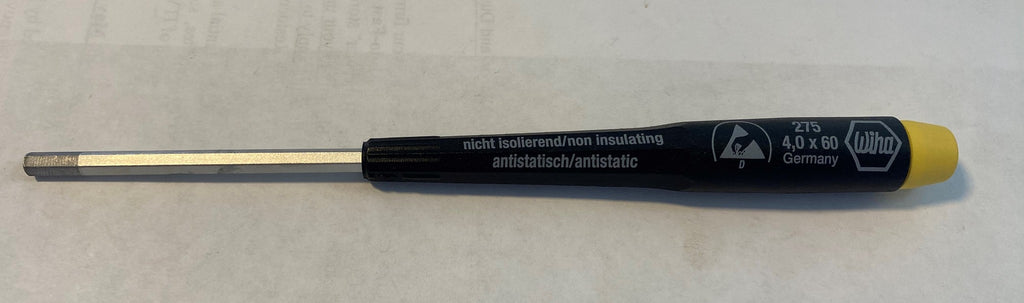 nicht isolierend/non insulating
antistatisch/antistatic
D
275
4,0 x 60
Germany
Wiha